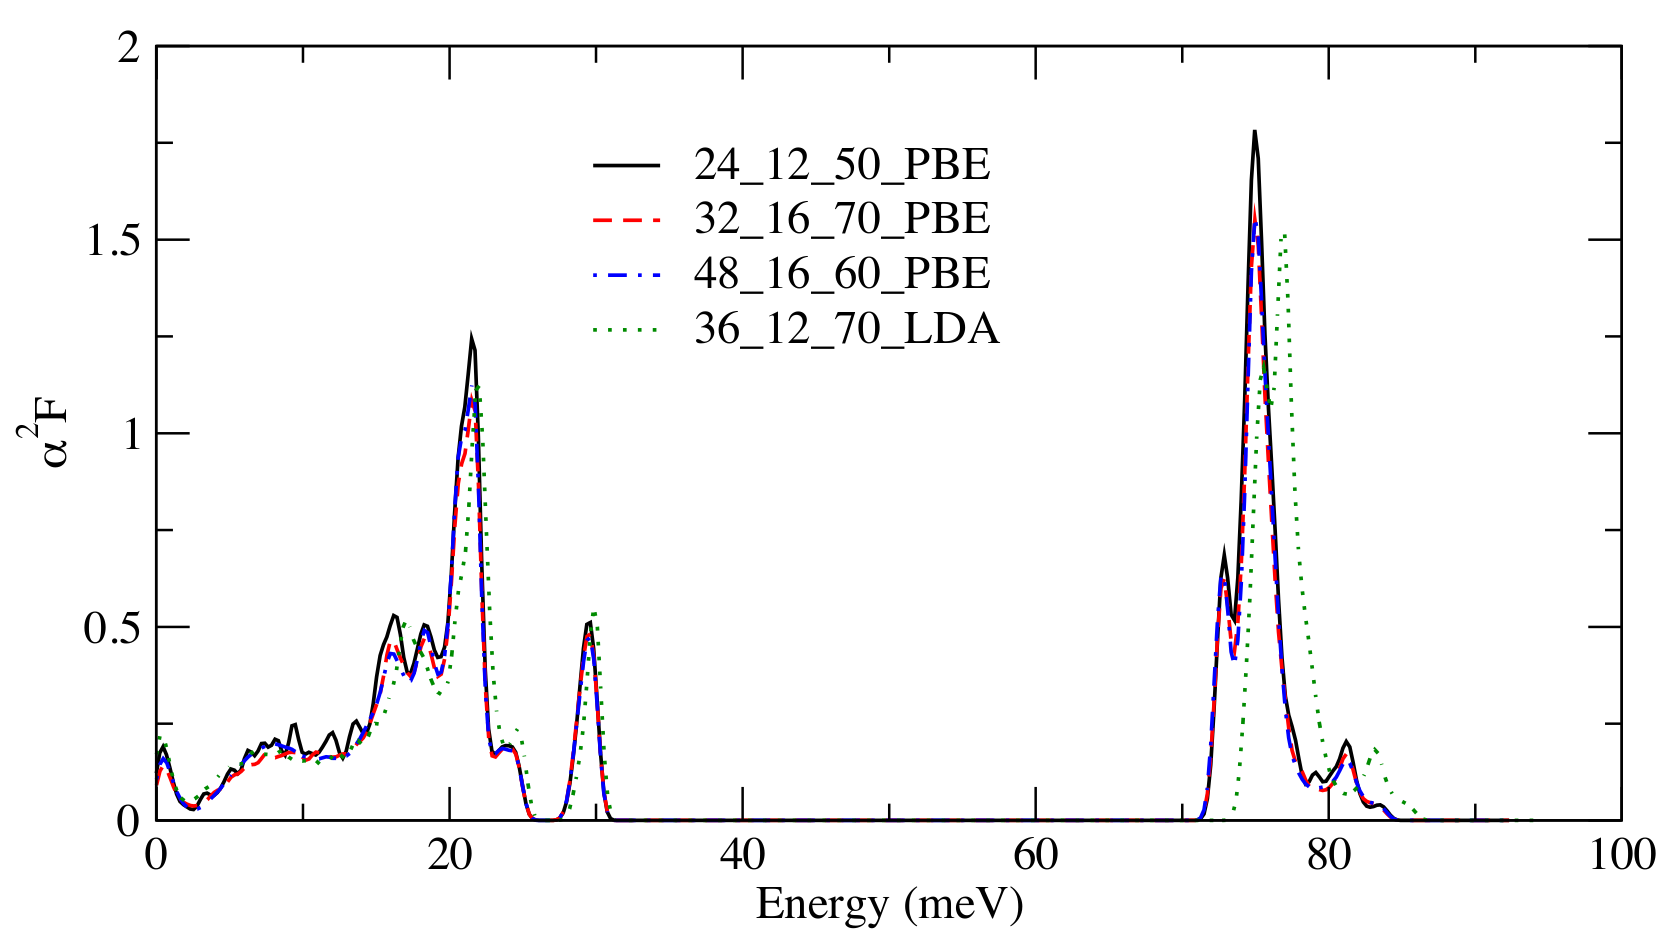 2
1.5
1
0.5
0
α²F
24_12_50_PBE
32_16_70_PBE
48_16_60_PBE
36_12_70_LDA
0 20 40 60 80 100
Energy (meV)